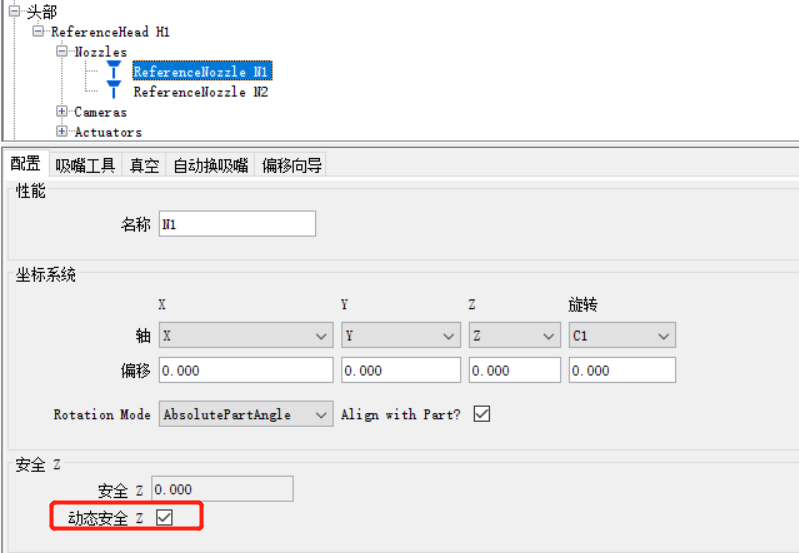 头部
ReferenceHead H1
Nozzles
ReferenceNozzle N1
ReferenceNozzle N2
Cameras
Actuators
配置 吸嘴工具 真空 自动换吸嘴 偏移向导
性能
名称 N1
坐标系统
X Y Z 旋转
轴 X Y Z C1
偏移 0.000 0.000 0.000 0.000
Rotation Mode AbsolutePartAngle Align with Part?
安全 Z
安全 Z 0.000
动态安全 Z